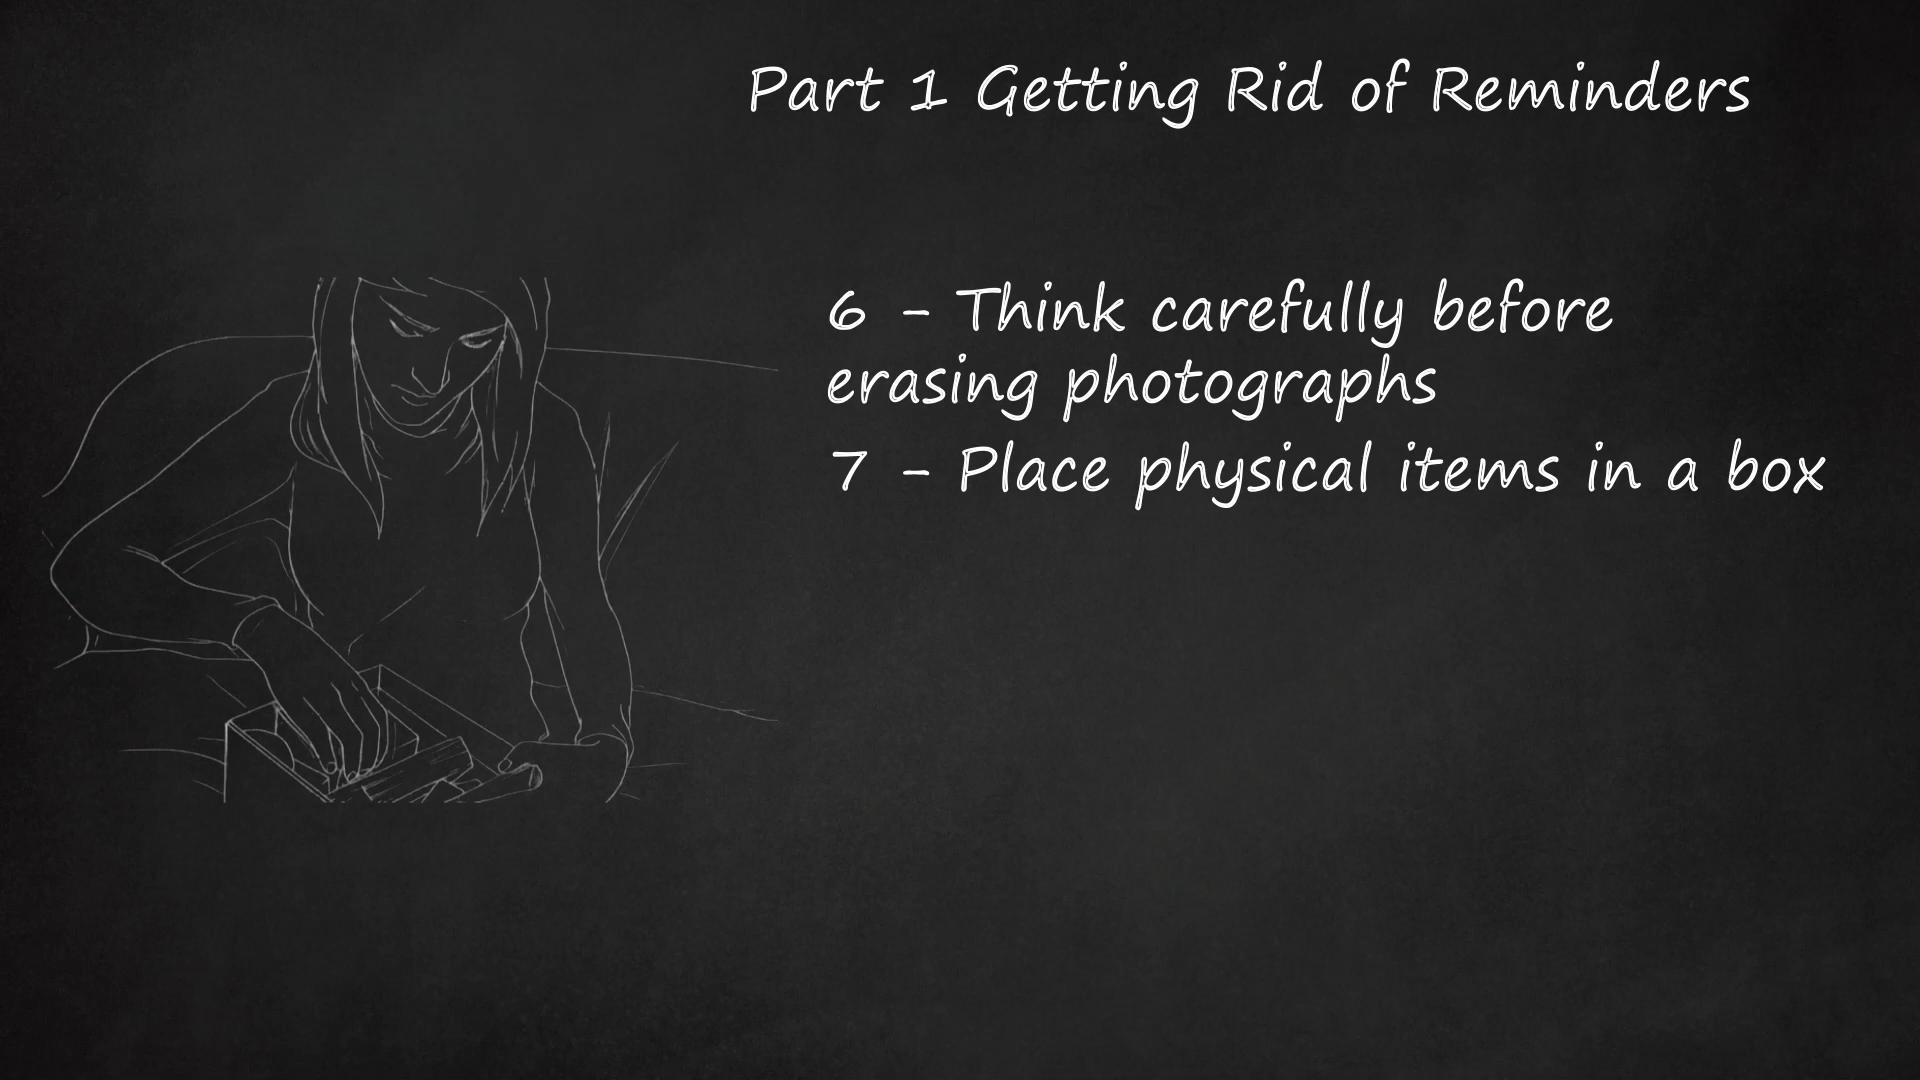 Part 1 Getting Rid of Reminders
6 - Think carefully before
erasing photographs
7 - Place physical items in a box